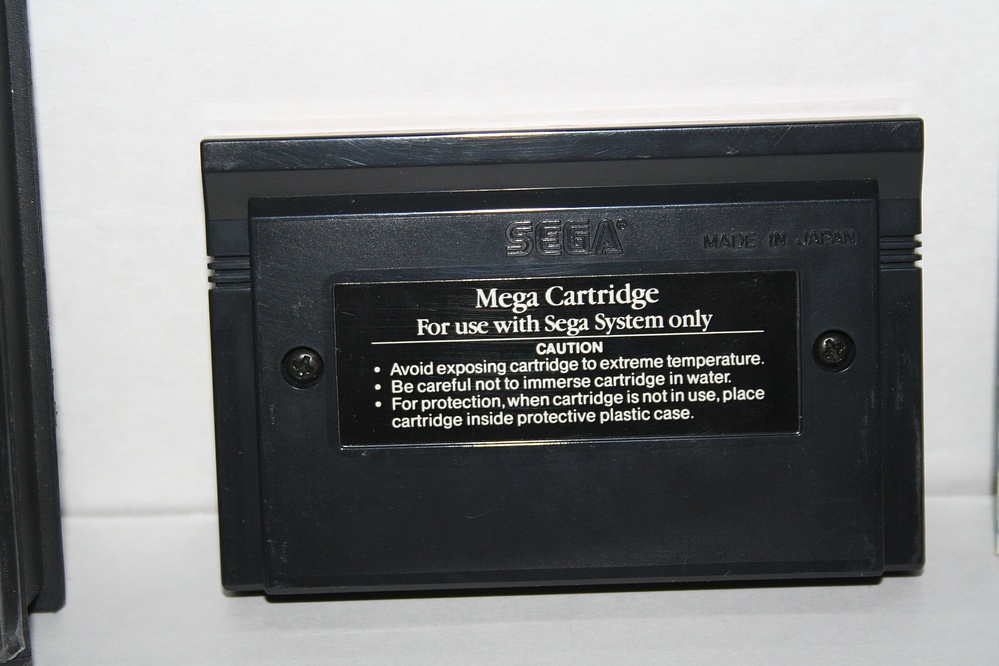 SEGA®
MADE IN JAPAN
Mega Cartridge
For use with Sega System only
CAUTION
• Avoid exposing cartridge to extreme temperature.
• Be careful not to immerse cartridge in water.
• For protection, when cartridge is not in use, place
cartridge inside protective plastic case.